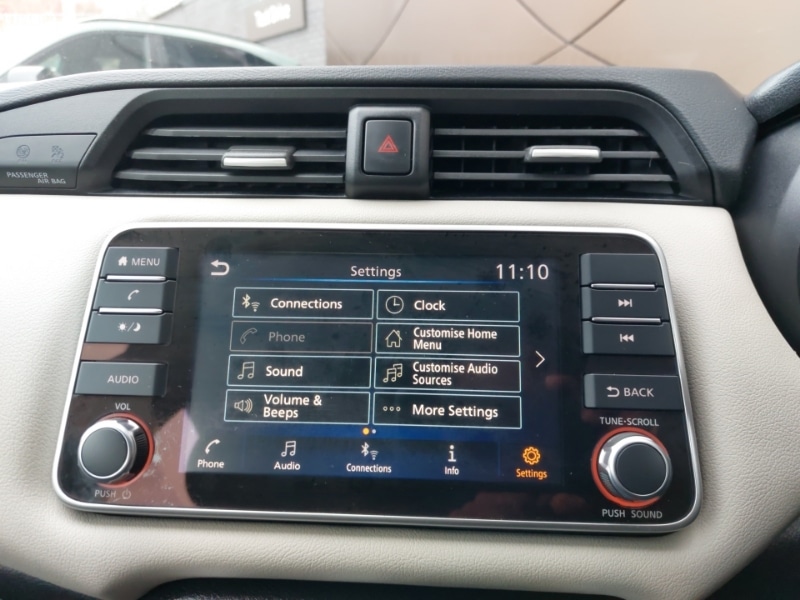 PASSENGER
AIR BAG
MENU
AUDIO
VOL
PUSH
Settings
11:10
Connections
Clock
Phone
Customise Home
Menu
Sound
Customise Audio
Sources
Volume &
Beeps
More Settings
Phone
Audio
Connections
Info
Settings
BACK
TUNE·SCROLL
PUSH SOUND